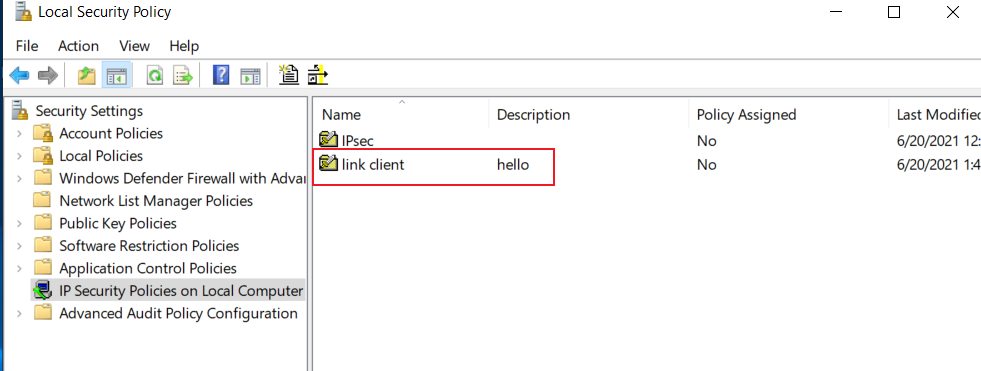 Local Security Policy
File Action View Help
Security Settings
Account Policies
Local Policies
Windows Defender Firewall with Adva
Network List Manager Policies
Public Key Policies
Software Restriction Policies
Application Control Policies
IP Security Policies on Local Computer
Advanced Audit Policy Configuration
Name Description Policy Assigned Last Modified
IPsec No 6/20/2021 12:
link client hello No 6/20/2021 1:4